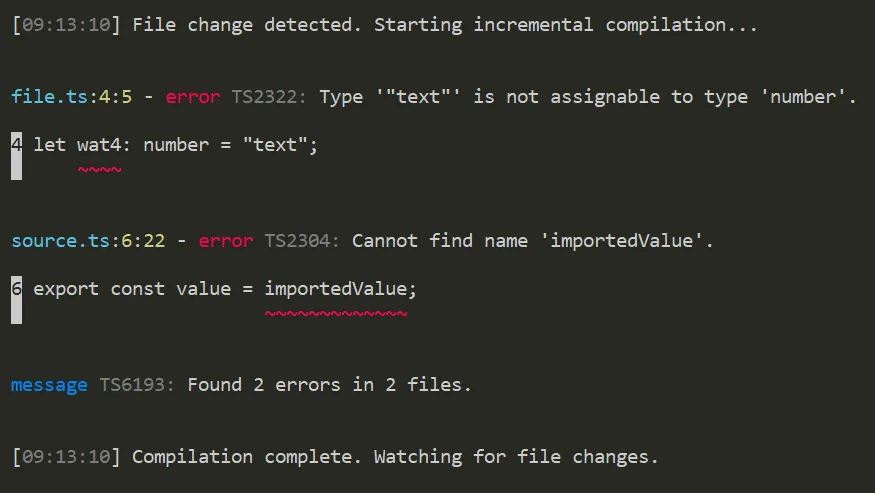 [09:13:10] File change detected. Starting incremental compilation...
file.ts:4:5 - error TS2322: Type '"text"' is not assignable to type 'number'.
4 let wat4: number = "text";
~~~~
source.ts:6:22 - error TS2304: Cannot find name 'importedValue'.
6 export const value = importedValue;
~~~~~~~~~~~~~
message TS6193: Found 2 errors in 2 files.
[09:13:10] Compilation complete. Watching for file changes.